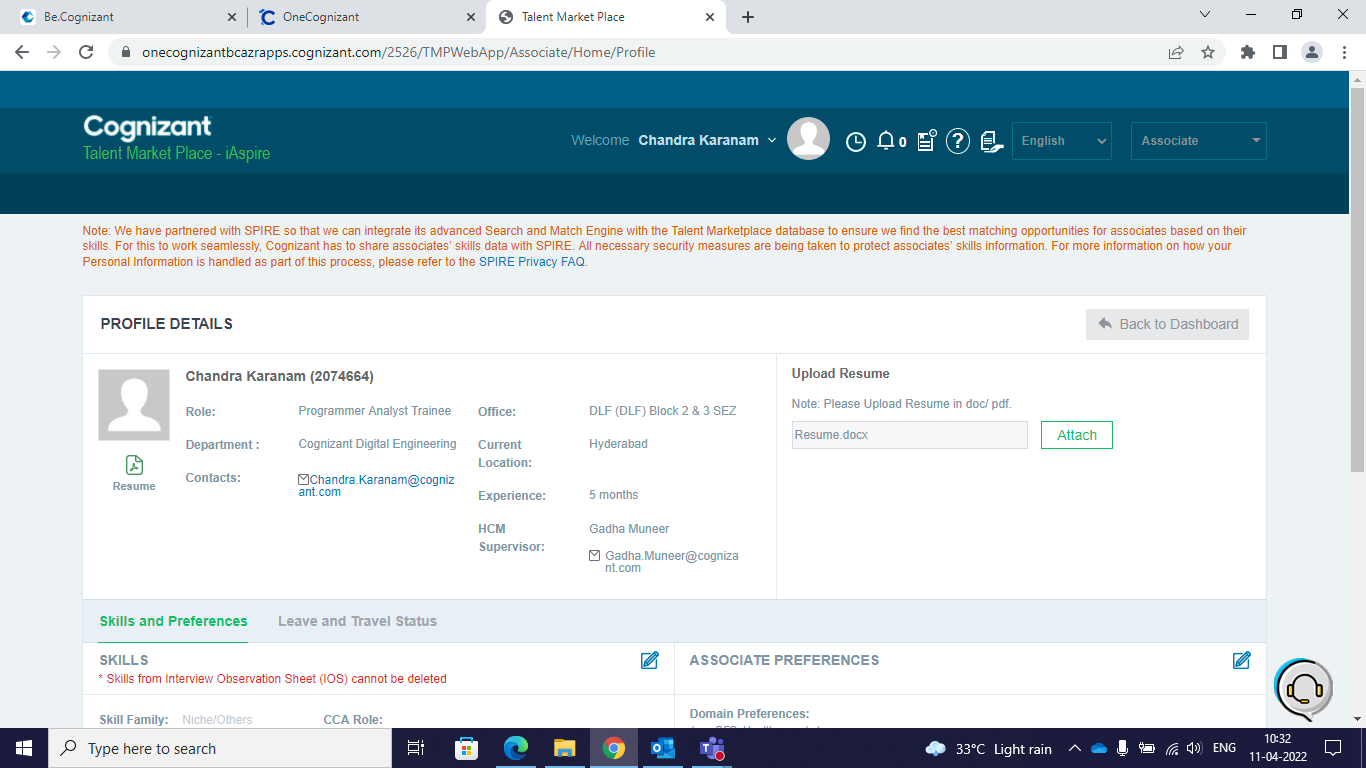 Be.Cognizant
OneCognizant
Talent Market Place
onecognizantbcazrapps.cognizant.com/2526/TMPWebApp/Associate/Home/Profile
Cognizant
Talent Market Place - iAspire
Welcome Chandra Karanam
0
?
English
Associate
Note: We have partnered with SPIRE so that we can integrate its advanced Search and Match Engine with the Talent Marketplace database to ensure we find the best matching opportunities for associates based on their
skills. For this to work seamlessly, Cognizant has to share associates' skills data with SPIRE. All necessary security measures are being taken to protect associates' skills information. For more information on how your
Personal Information is handled as part of this process, please refer to the SPIRE Privacy FAQ.
PROFILE DETAILS
Back to Dashboard
Chandra Karanam (2074664)
Resume
Role: Programmer Analyst Trainee
Department : Cognizant Digital Engineering
Contacts: Chandra.Karanam@cogniz
ant.com
Office: DLF (DLF) Block 2 & 3 SEZ
Current Hyderabad
Location:
Experience: 5 months
HCM Gadha Muneer
Supervisor:
Gadha.Muneer@cogniza
nt.com
Upload Resume
Note: Please Upload Resume in doc/ pdf.
Resume.docx
Attach
Skills and Preferences
Leave and Travel Status
SKILLS
* Skills from Interview Observation Sheet (IOS) cannot be deleted
Skill Family: Niche/Others CCA Role:
ASSOCIATE PREFERENCES
Domain Preferences:
Type here to search
33°C Light rain
ENG
10:32
11-04-2022